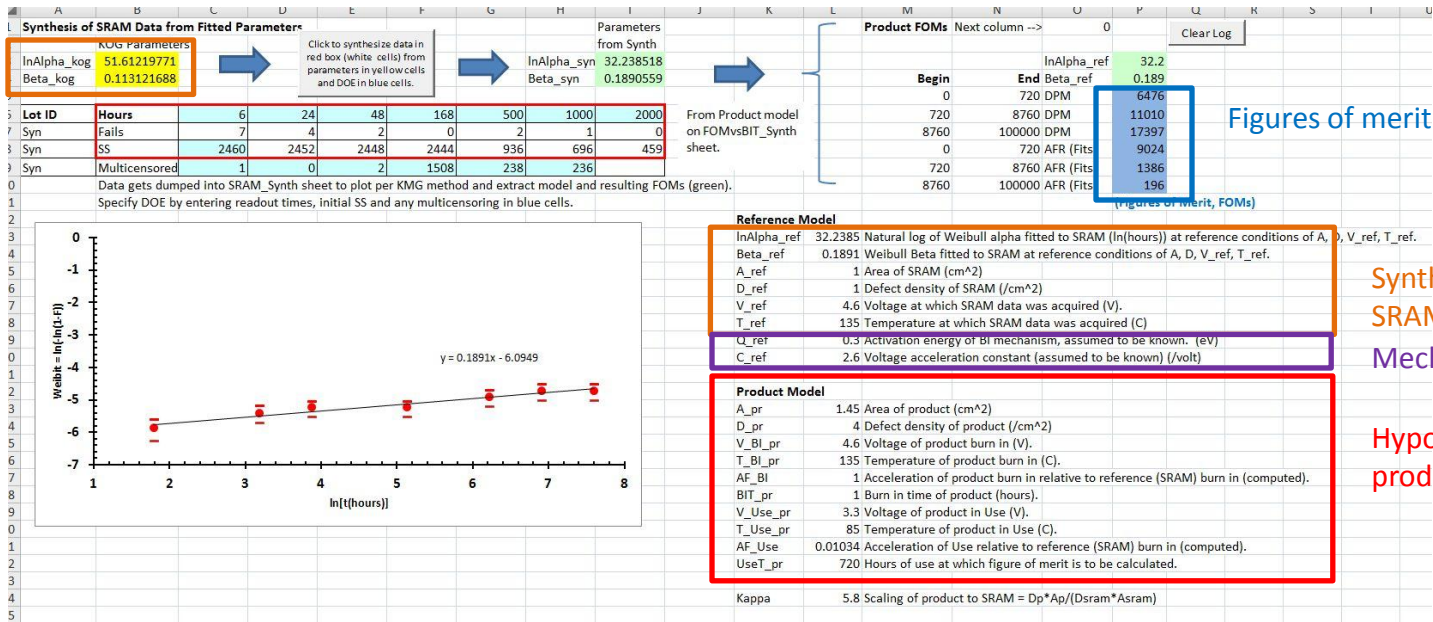 A B C D E F G H I J K L M N O P Q R S T U
Synthesis of SRAM Data from Fitted Parameters Parameters Product FOMs Next column --> 0
KOG Parameters from Synth Clear Log
lnAlpha_kog 51.61219771 lnAlpha_syn 32.238518 lnAlpha_ref 32.2
Beta_kog 0.113121688 Beta_syn 0.1890559 Begin End Beta_ref 0.189
Click to synthesize data in
red box (white cells) from
parameters in yellow cells
and DOE in blue cells.
0 720 DPM 6476
Lot ID Hours 6 24 48 168 500 1000 2000 From Product model 720 8760 DPM 11010 Figures of merit
Syn Fails 7 4 2 0 2 1 0 on FOMvsBIT_Synth 8760 100000 DPM 17397
Syn SS 2460 2452 2448 2444 936 696 459 sheet. 0 720 AFR (Fits 9024
Syn Multicensored 1 0 2 1508 238 236 720 8760 AFR (Fits 1386
Data gets dumped into SRAM_Synth sheet to plot per KMG method and extract model and resulting FOMs (green). 8760 100000 AFR (Fits 196
Specify DOE by entering readout times, initial SS and any multicensoring in blue cells. (Figures of Merit, FOMs)
Reference Model
lnAlpha_ref 32.2385 Natural log of Weibull alpha fitted to SRAM (ln(hours)) at reference conditions of A, D, V_ref, T_ref.
Beta_ref 0.1891 Weibull Beta fitted to SRAM at reference conditions of A, D, V_ref, T_ref.
A_ref 1 Area of SRAM (cm^2)
D_ref 1 Defect density of SRAM (/cm^2)
V_ref 4.6 Voltage at which SRAM data was acquired (V).
T_ref 135 Temperature at which SRAM data was acquired (C)
Q_ref 0.3 Activation energy of BI mechanism, assumed to be known. (eV)
C_ref 2.6 Voltage acceleration constant (assumed to be known) (/volt)
Product Model
A_pr 1.45 Area of product (cm^2)
D_pr 4 Defect density of product (/cm^2)
V_BI_pr 4.6 Voltage of product burn in (V).
T_BI_pr 135 Temperature of product burn in (C).
AF_BI 1 Acceleration of product burn in relative to reference (SRAM) burn in (computed).
BIT_pr 1 Burn in time of product (hours).
V_Use_pr 3.3 Voltage of product in Use (V).
T_Use_pr 85 Temperature of product in Use (C).
AF_Use 0.01034 Acceleration of Use relative to reference (SRAM) burn in (computed).
UseT_pr 720 Hours of use at which figure of merit is to be calculated.
Kappa 5.8 Scaling of product to SRAM = Dp*Ap/(Dsram*Asram)
Weibit = ln[-ln(1-F)]
0
-1
-2
-3
-4
-5
-6
-7
y = 0.1891x - 6.0949
1 2 3 4 5 6 7 8
ln[t(hours)]
Synth
SRAM
Mech
Hypo
prod